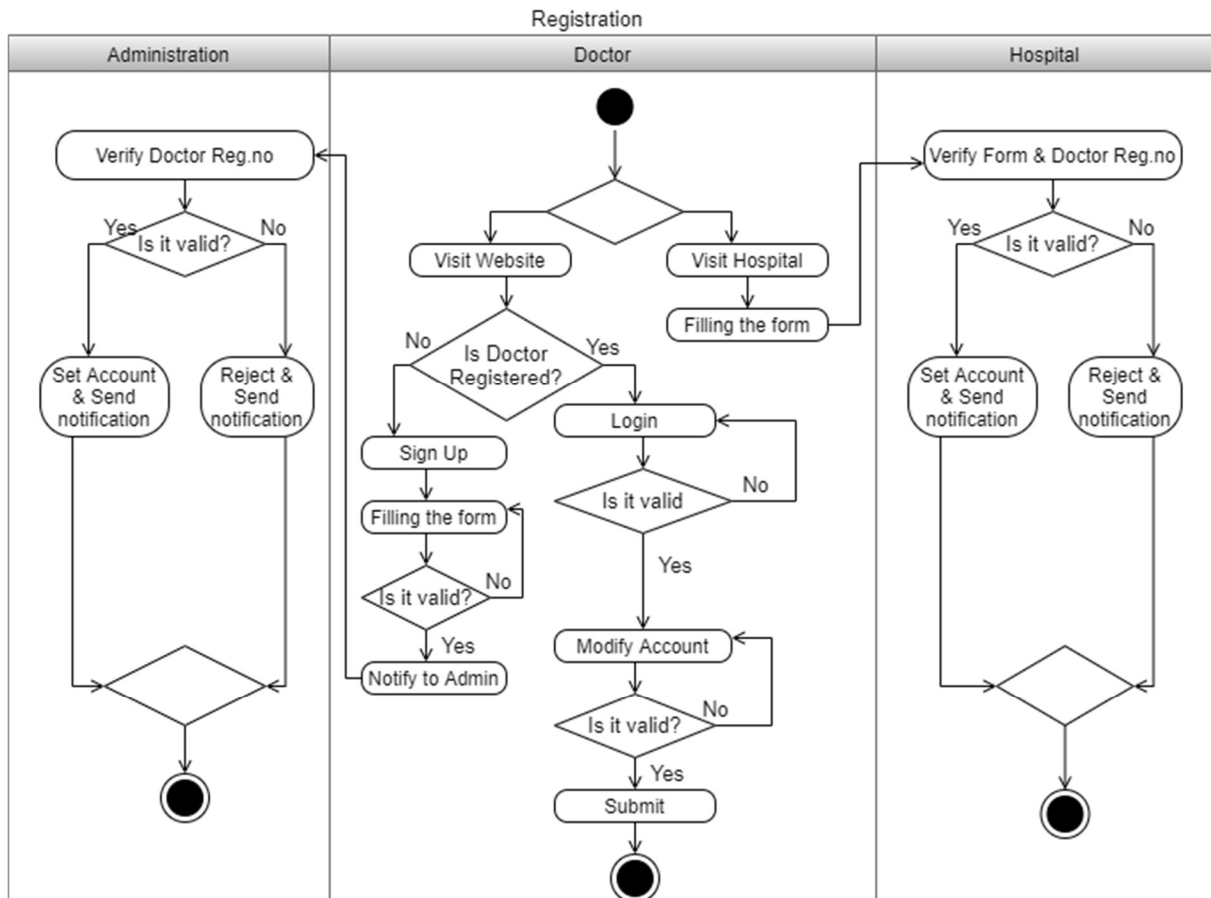 Registration
Administration
Doctor
Hospital
Verify Doctor Reg.no
Yes
Is it valid?
No
Set Account
& Send
notification
Reject &
Send
notification
Visit Website
Visit Hospital
Filling the form
No
Is Doctor
Registered?
Yes
Sign Up
Filling the form
Is it valid?
No
Yes
Notify to Admin
Login
Is it valid
No
Yes
Modify Account
Is it valid?
No
Yes
Submit
Verify Form & Doctor Reg.no
Yes
Is it valid?
No
Set Account
& Send
notification
Reject &
Send
notification